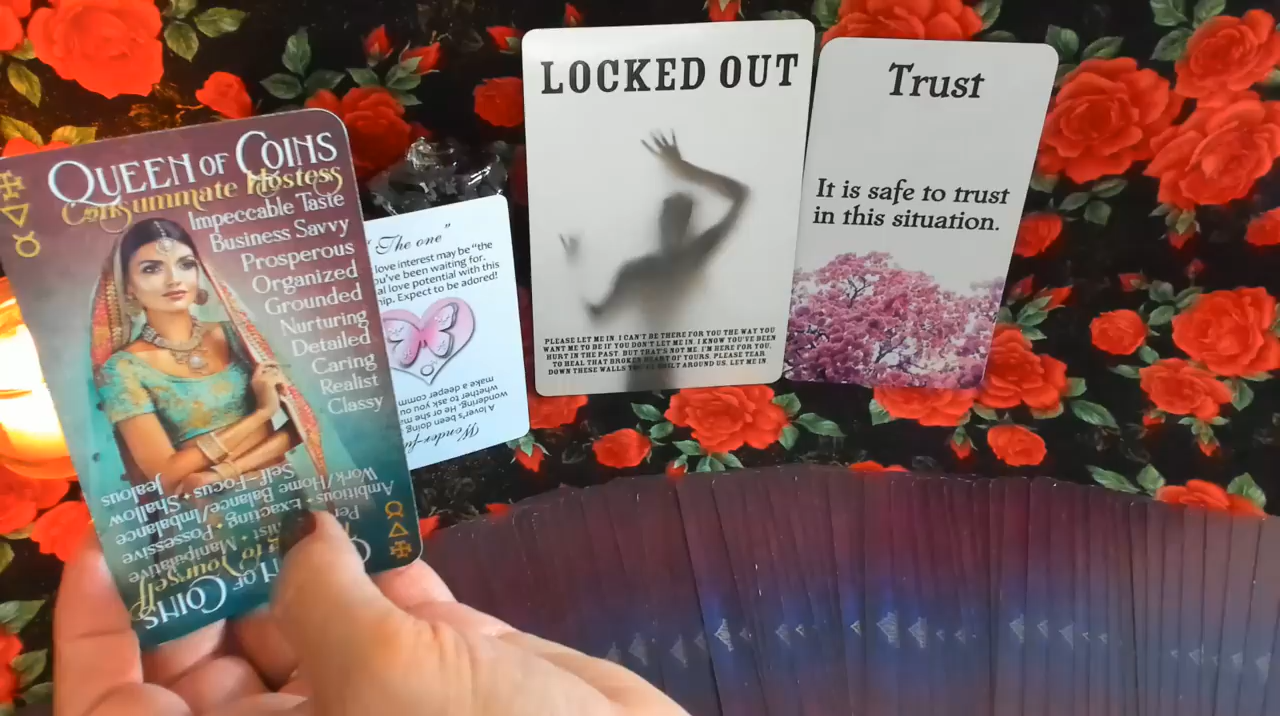 QUEEN OF COINS
Consummate Hostess
Impeccable Taste
Business Savvy
Prosperous
Organized
Grounded
Nurturing
Detailed
Caring
Realist
Classy
Jealous
Self-Focus • Shallow
Work/Home Balance/Imbalance
Ambitious • Exacting • Possessive
Manipulative
to Yourself
OF COINS
"The one"
love interest may be "the
you've been waiting for.
love potential with this
Expect to be adored!
make a deeper
whether to ask you
wondering: He or she
A lover's been doing
LOCKED OUT
PLEASE LET ME IN. I CAN'T BE THERE FOR YOU THE WAY YOU
WANT ME TO BE IF YOU DON'T LET ME IN. I KNOW YOU'VE BEEN
HURT IN THE PAST, BUT THAT'S NOT ME. I'M HERE FOR YOU,
TO HEAL THAT BROKEN HEART OF YOURS. PLEASE TEAR
DOWN THESE WALLS YOU'VE BUILT AROUND US. LET ME IN
Trust
It is safe to trust
in this situation.